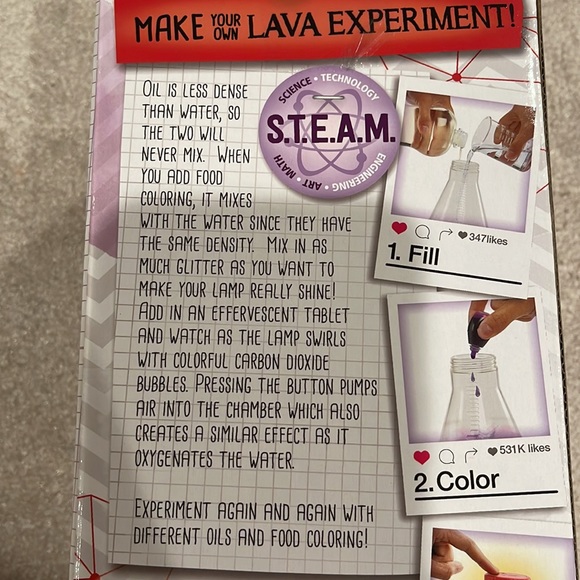 MAKE YOUR OWN LAVA EXPERIMENT!
OIL IS LESS DENSE
THAN WATER, SO
THE TWO WILL
NEVER MIX. WHEN
YOU ADD FOOD
COLORING, IT MIXES
WITH THE WATER SINCE THEY HAVE
THE SAME DENSITY. MIX IN AS
MUCH GLITTER AS YOU WANT TO
MAKE YOUR LAMP REALLY SHINE!
ADD IN AN EFFERVESCENT TABLET
AND WATCH AS THE LAMP SWIRLS
WITH COLORFUL CARBON DIOXIDE
BUBBLES. PRESSING THE BUTTON PUMPS
AIR INTO THE CHAMBER WHICH ALSO
CREATES A SIMILAR EFFECT AS IT
OXYGENATES THE WATER.
EXPERIMENT AGAIN AND AGAIN WITH
DIFFERENT OILS AND FOOD COLORING!
SCIENCE • TECHNOLOGY
S.T.E.A.M.
ENGINEERING • ART • MATH
347likes
1. Fill
531K likes
2. Color